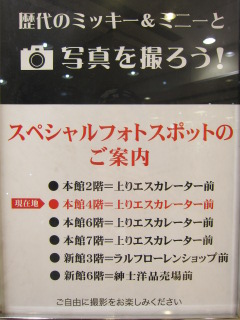 歴代のミッキー＆ミニーと
写真を撮ろう!
スペシャルフォトスポットの
ご案内
●本館2階＝上りエスカレーター前
現在地 ●本館4階＝上りエスカレーター前
●本館6階＝上りエスカレーター前
●本館7階＝上りエスカレーター前
●新館3階＝ラルフローレンショップ前
●新館6階＝紳士洋品売場前
ご自由に撮影をお楽しみください